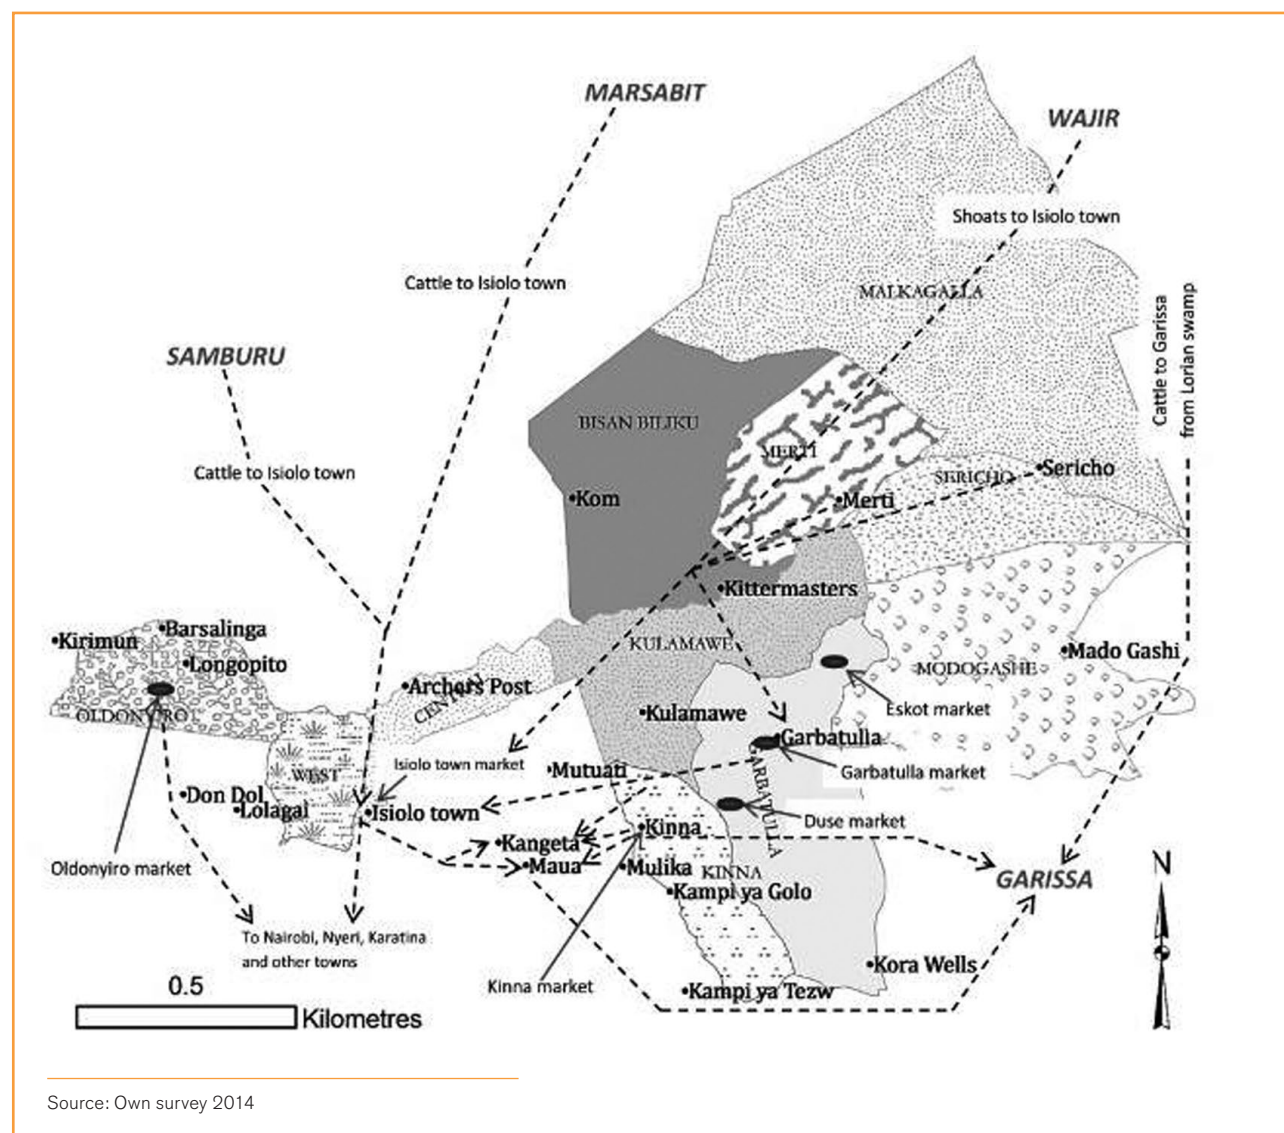 MARSABIT
WAJIR
Shoats to Isiolo town
Cattle to Isiolo town
MALKAGALLA
Cattle to Garissa
from Lorian swamp
SAMBURU
BISAN BILIKU
MERTI
Cattle to Isiolo town
SERICHO
Sericho
Kom
Merti
Kittermasters
Barsalinga
Kirimun
KULAMAWE
Mado Gashi
Longopito
MODOGASHE
Archers Post
CENTRAL
OLDONYIRO
Eskot market
Kulamawe
Garbatulla
Isiolo town market
Mutuati
WEST
GARBATULLA
Garbatulla market
Don Dol
Lolagai
Isiolo town
Duse market
Kinna
Kangeta
Oldonyiro market
Maua
Mulika
KINNA
GARISSA
N
Kampi ya Golo
To Nairobi, Nyeri, Karatina
and other towns
Kora Wells
Kinna market
Kampi ya Tezw
0.5
Kilometres
Source: Own survey 2014